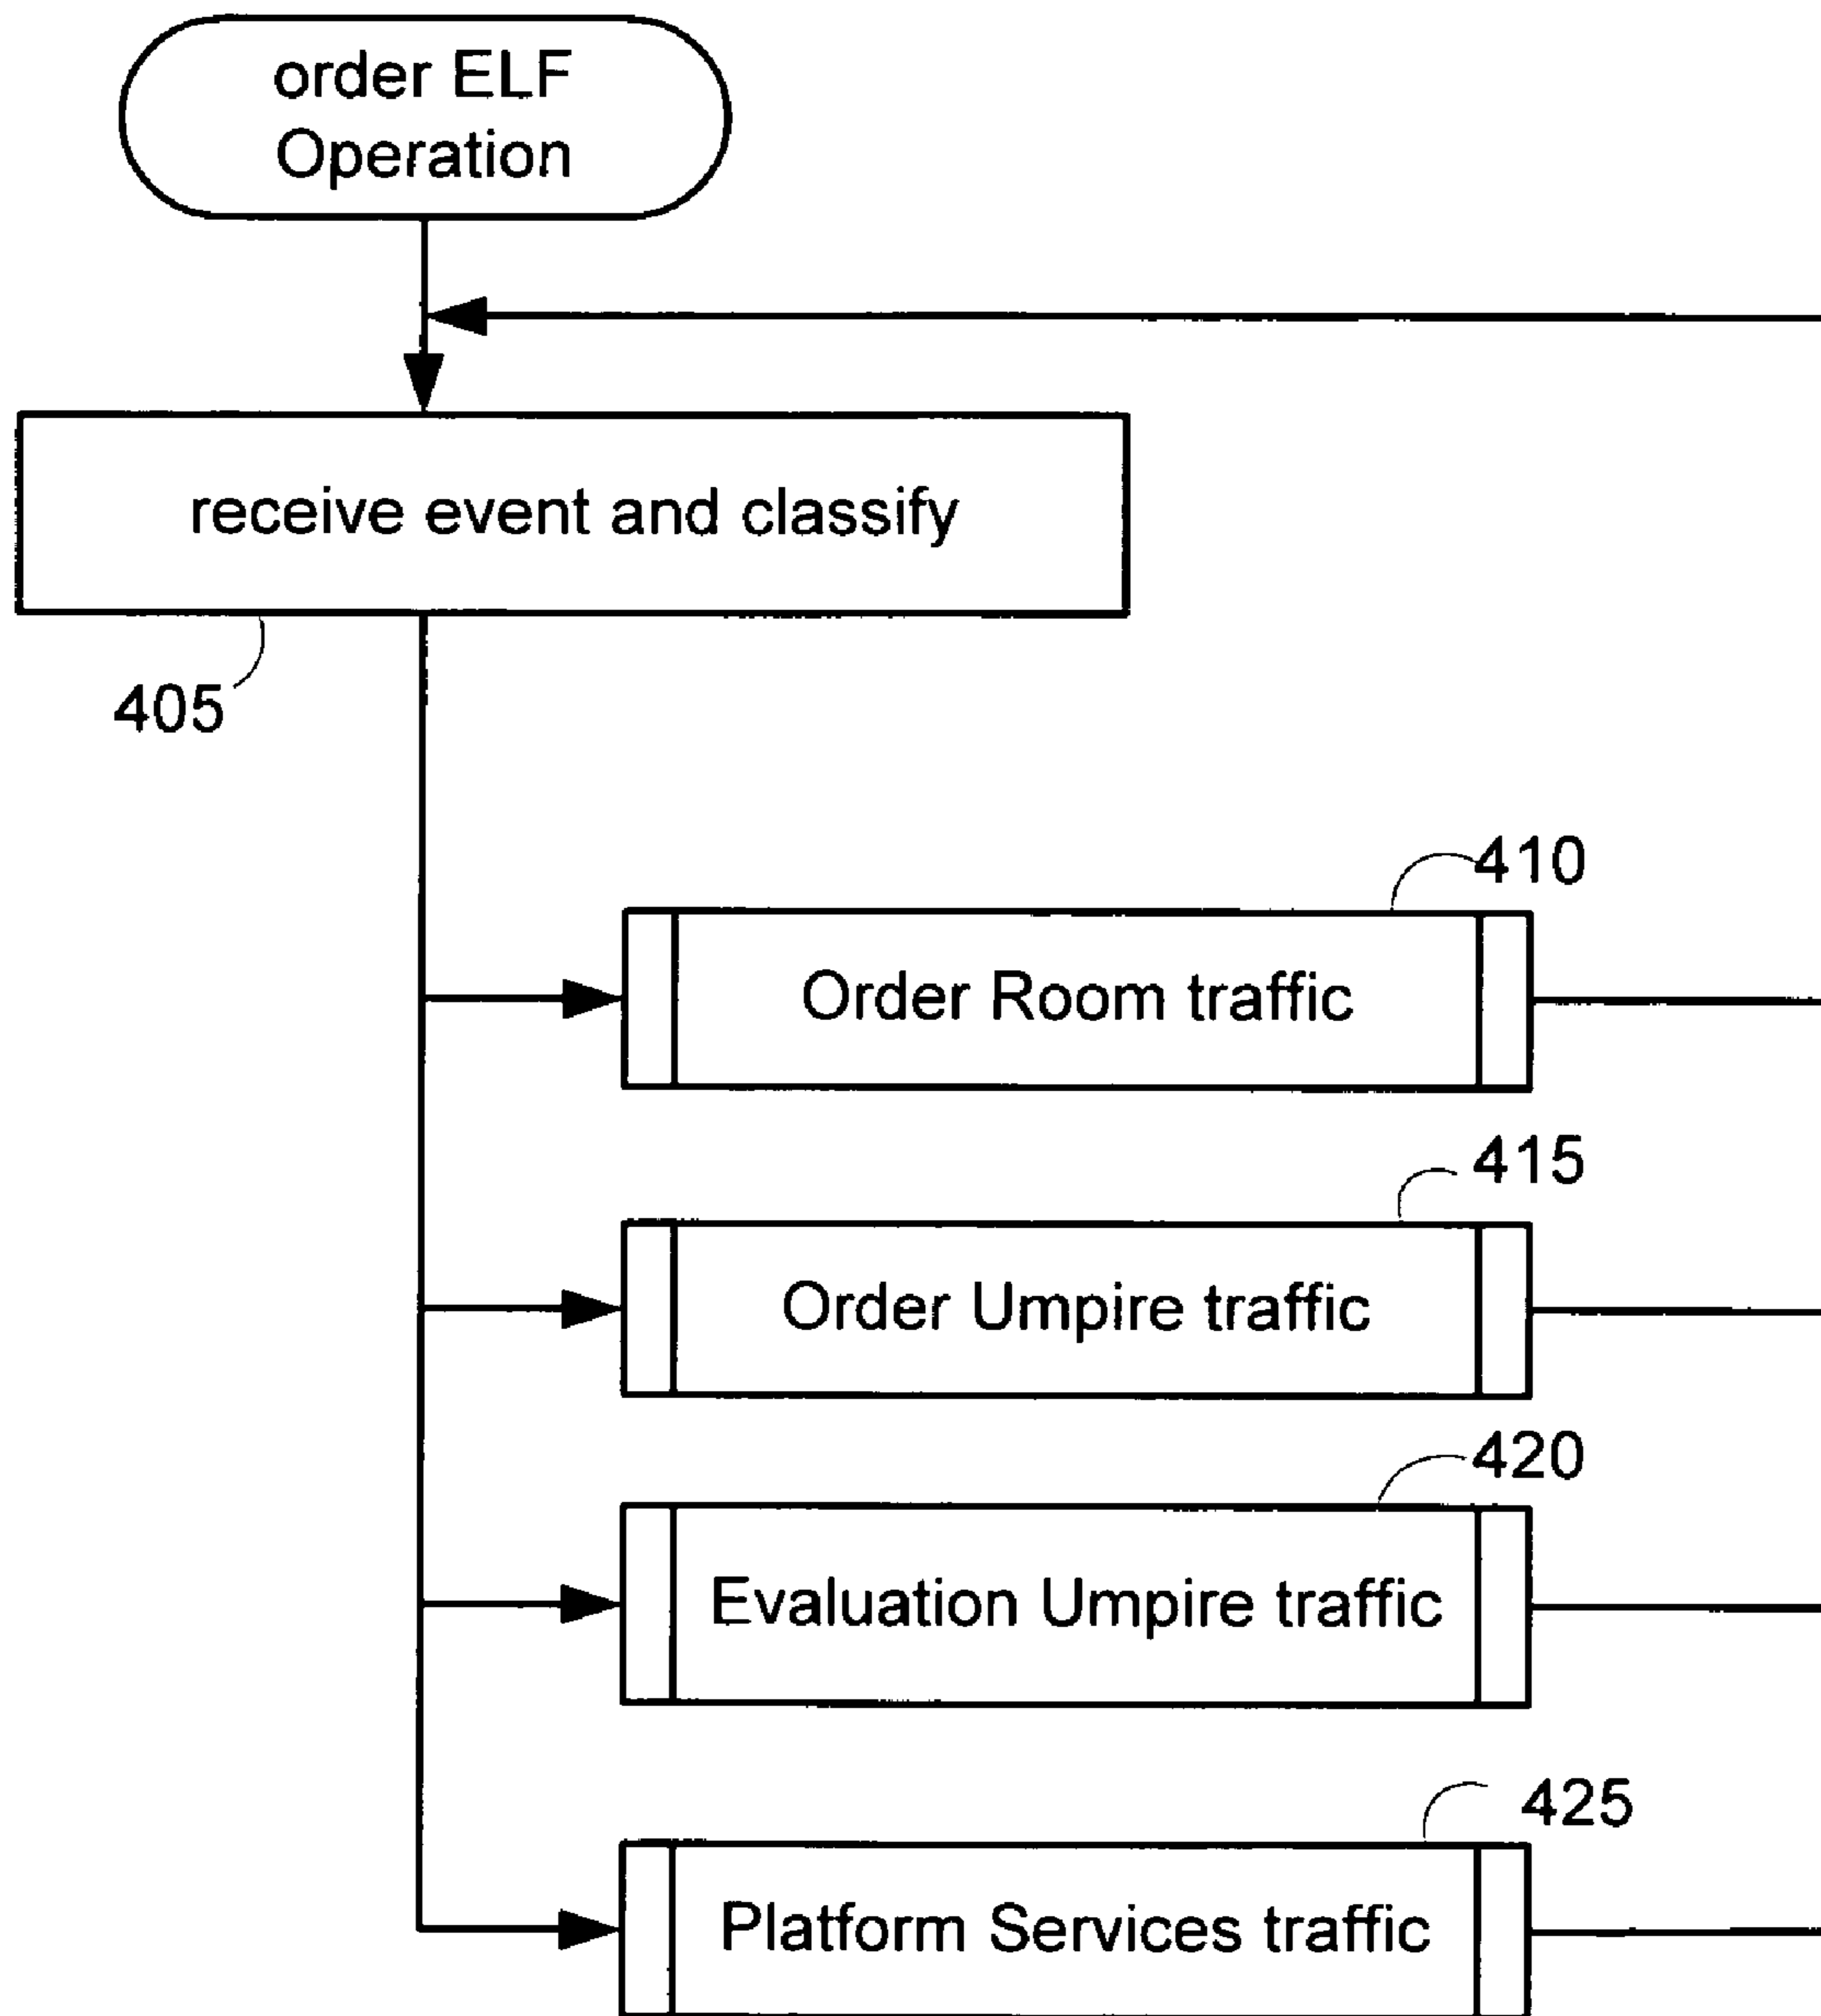 order ELF
Operation
receive event and classify
405
410
Order Room traffic
415
Order Umpire traffic
420
Evaluation Umpire traffic
425
Platform Services traffic